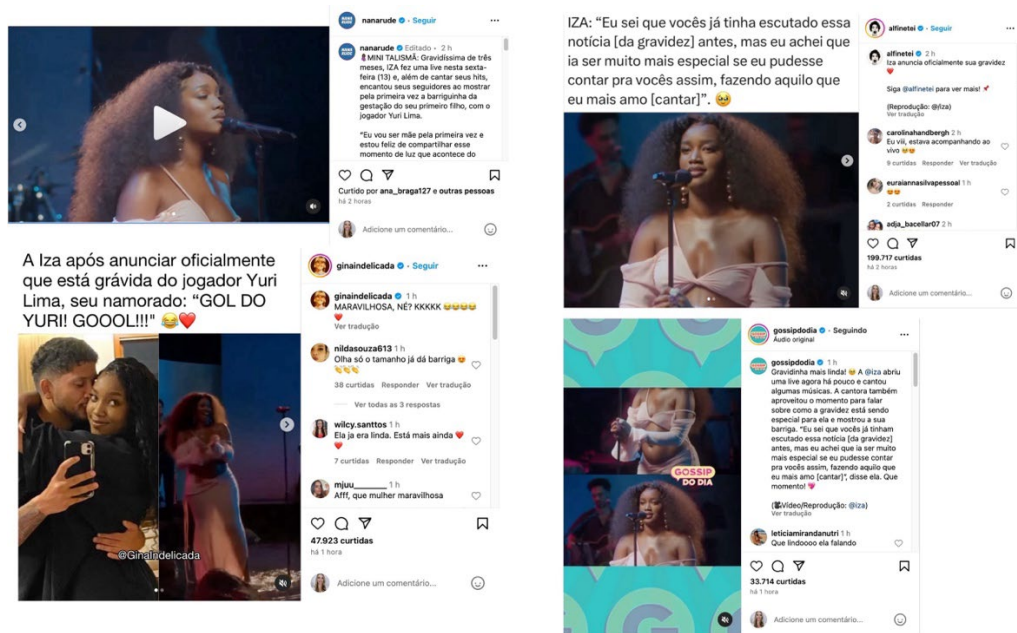 nanarude • Seguir
nanarude Editado • 2 h
MINI TALISMÃ: Gravidíssima de três
meses, IZA fez uma live nesta sexta-
feira (13) e, além de cantar seus hits,
encantou seus seguidores ao mostrar
pela primeira vez a barriguinha da
gestação do seu primeiro filho, com o
jogador Yuri Lima.
"Eu vou ser mãe pela primeira vez e
estou feliz de compartilhar esse
momento de luz que acontece do
Curtido por ana_braga127 e outras pessoas
há 2 horas
Adicione um comentário...
IZA: “Eu sei que vocês já tinha escutado essa
notícia [da gravidez] antes, mas eu achei que
ia ser muito mais especial se eu pudesse
contar pra vocês assim, fazendo aquilo que
eu mais amo [cantar]”. 🥹
alfinetei • Seguir
alfinetei 2 h
Iza anuncia oficialmente sua gravidez
❤️
Siga @alfinetei para ver mais! 📌
(Reprodução: @/iza)
Ver tradução
carolinahandbergh 2 h
Eu viii, estava acompanhando ao
vivo 🥹😍
9 curtidas Responder Ver tradução
euraiannasilvapessoal 1 h
😍😍
2 curtidas Responder
adja_bacellar07 2 h
199.717 curtidas
há 2 horas
Adicione um comentário...
A Iza após anunciar oficialmente
que está grávida do jogador Yuri
Lima, seu namorado: “GOL DO
YURI! GOOOL!!!" 😂❤️
@GinaIndelicada
ginaindelicada • Seguir
ginaindelicada 1 h
MARAVILHOSA, NÉ? KKKKK 😂😂😂😂
❤️
Ver tradução
nildasouza613 1 h
Olha só o tamanho já dá barriga 😍
👏👏👏
38 curtidas Responder Ver tradução
Ver todas as 3 respostas
wilcy.santtos 1 h
Ela ja era linda. Está mais ainda ❤️
❤️
7 curtidas Responder Ver tradução
mjuu_______ 1 h
Afff, que mulher maravilhosa
47.923 curtidas
há 1 hora
Adicione um comentário...
GOSSIP
DO DIA
gossipdodia • Seguindo
Áudio original
gossipdodia 1 h
Gravidinha mais linda! 🥹 A @iza abriu
uma live agora há pouco e cantou
algumas músicas. A cantora também
aproveitou o momento para falar
sobre como a gravidez está sendo
especial para ela e mostrou a sua
barriga. “Eu sei que vocês já tinham
escutado essa notícia [da gravidez]
antes, mas eu achei que ia ser muito
mais especial se eu pudesse contar
pra vocês assim, fazendo aquilo que
eu mais amo [cantar]”, disse ela. Que
momento! 💖
(🎥Vídeo/Reprodução: @iza)
Ver tradução
leticiamirandanutri 1 h
Que lindoooo ela falando
33.714 curtidas
há 1 hora
Adicione um comentário...